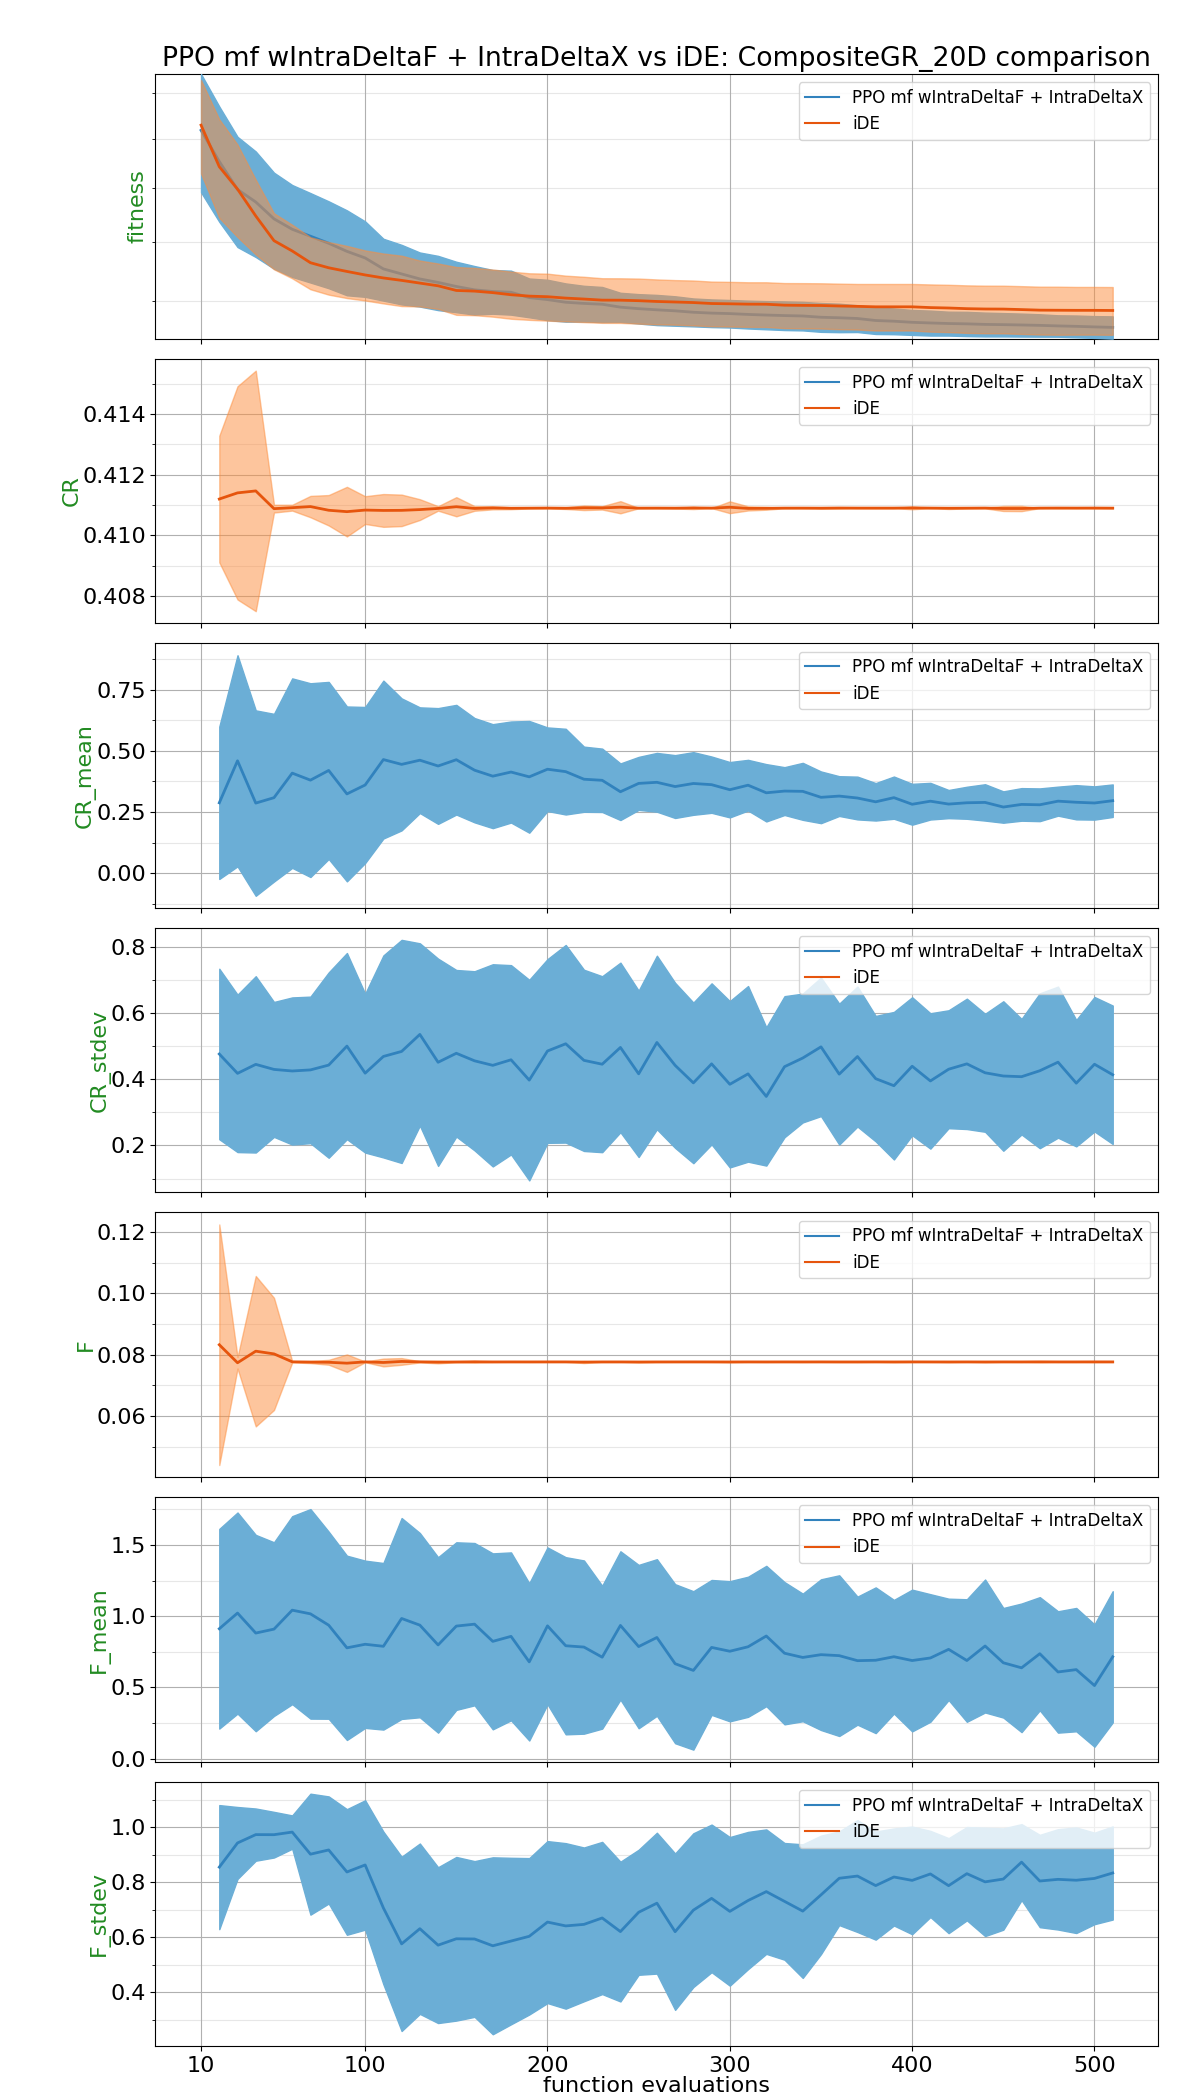 PPO mf wIntraDeltaF + IntraDeltaX vs iDE: CompositeGR_20D comparison
fitness
PPO mf wIntraDeltaF + IntraDeltaX
iDE
CR
0.414
0.412
0.410
0.408
PPO mf wIntraDeltaF + IntraDeltaX
iDE
CR_mean
0.75
0.50
0.25
0.00
PPO mf wIntraDeltaF + IntraDeltaX
iDE
CR_stdev
0.8
0.6
0.4
0.2
PPO mf wIntraDeltaF + IntraDeltaX
iDE
F
0.12
0.10
0.08
0.06
PPO mf wIntraDeltaF + IntraDeltaX
iDE
F_mean
1.5
1.0
0.5
0.0
PPO mf wIntraDeltaF + IntraDeltaX
iDE
F_stdev
1.0
0.8
0.6
0.4
PPO mf wIntraDeltaF + IntraDeltaX
iDE
10 100 200 300 400 500
function evaluations